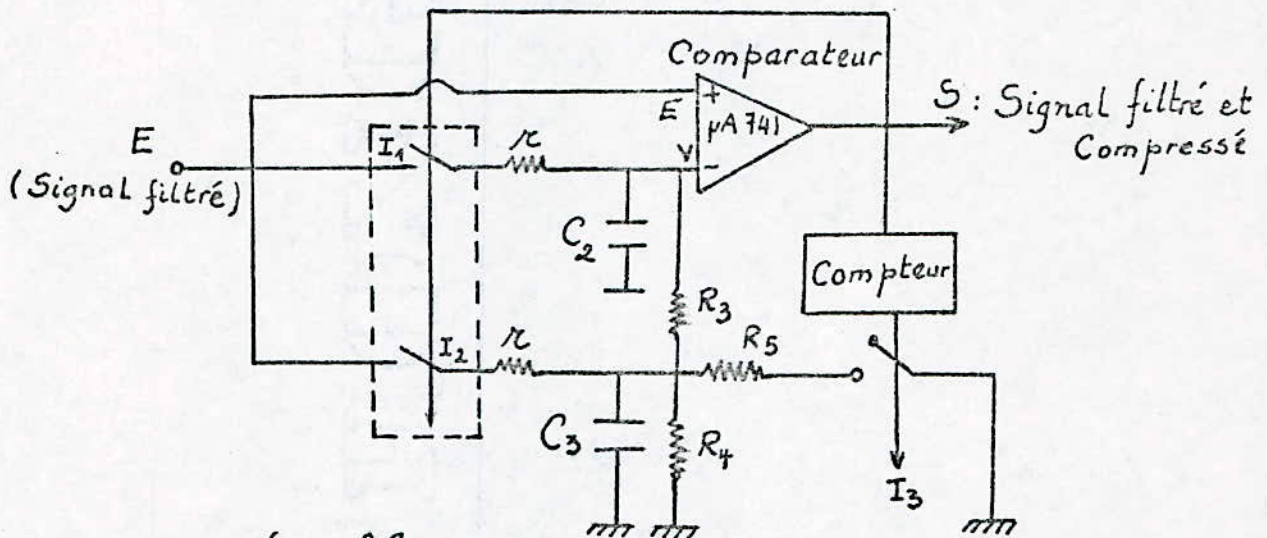 Comparateur
E
+
µA 741
S : Signal filtré et
Compressé
E
(Signal filtré)
I1
r
V
-
C2
Compteur
R3
I2
r
R5
C3
R4
I3